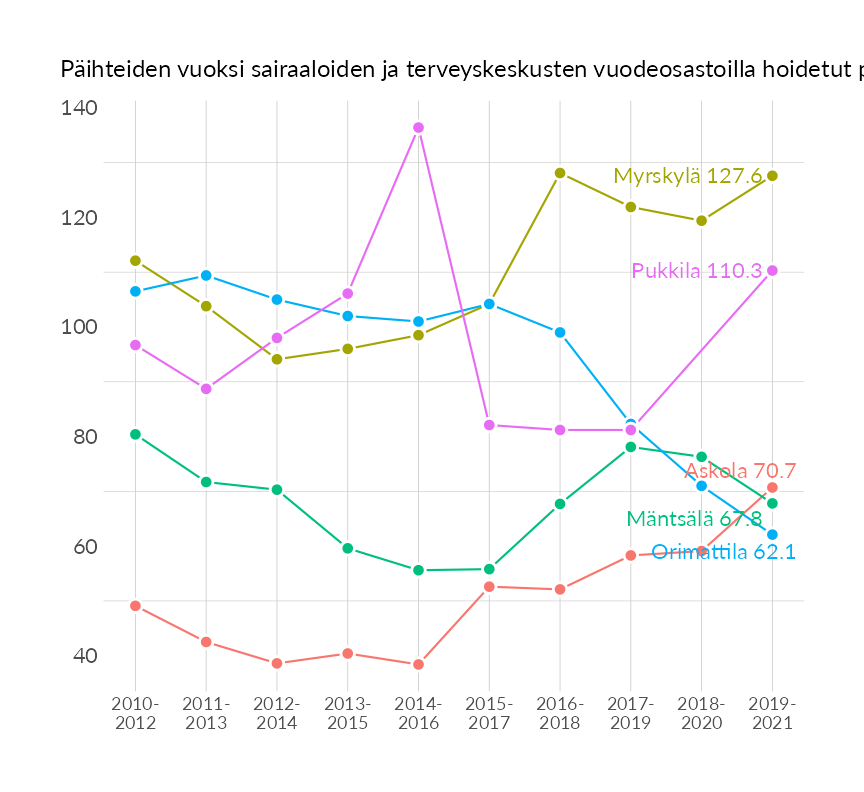 Päihteiden vuoksi sairaaloiden ja terveyskeskusten vuodeosastoilla hoidetut
140
120
100
80
60
40
Myrskylä 127.6
Pukkila 110.3
Askola 70.7
Mäntsälä 67.8
Orimattila 62.1
2010- 2011- 2012- 2013- 2014- 2015- 2016- 2017- 2018- 2019-
2012 2013 2014 2015 2016 2017 2018 2019 2020 2021